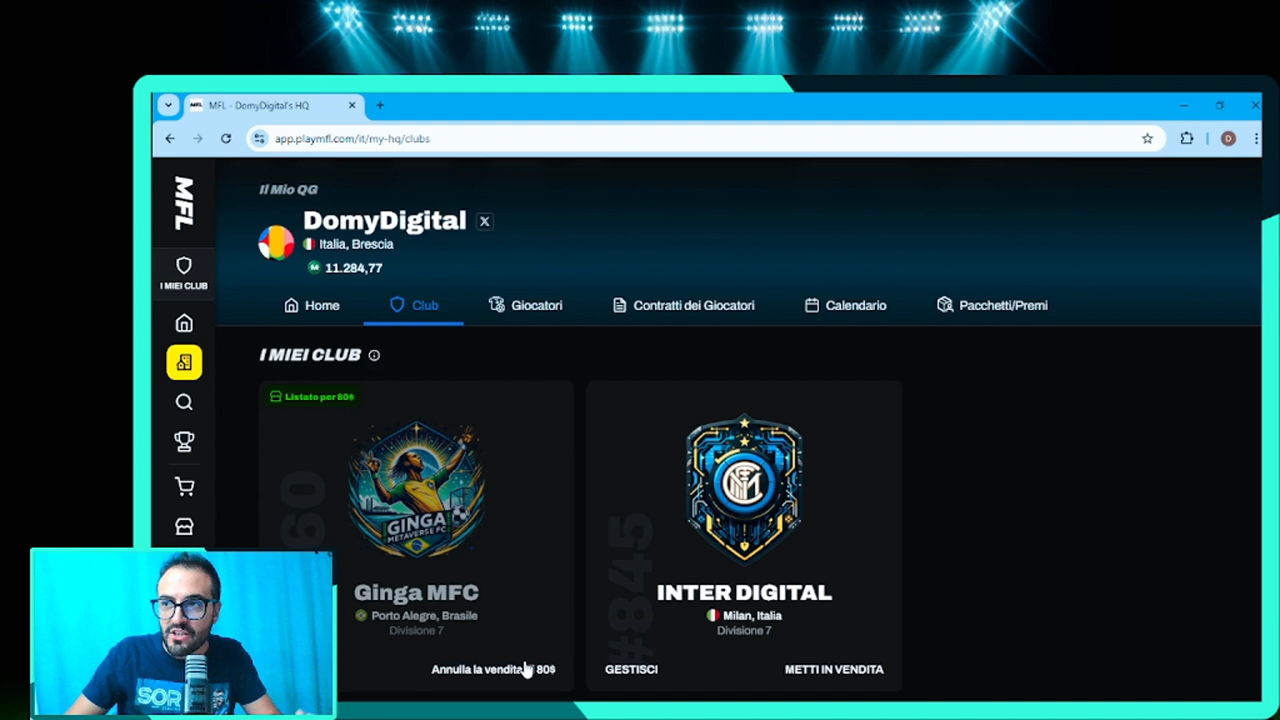 MFL - DomyDigital's HQ
app.playmfl.com/it/my-hq/clubs
MFL
I MIEI CLUB
Il Mio QG
DomyDigital
Italia, Brescia
11.284,77
Home
Club
Giocatori
Contratti dei Giocatori
Calendario
Pacchetti/Premi
I MIEI CLUB
Listato per 80$
GINGA
METAVERSE FC
Ginga MFC
Porto Alegre, Brasile
Divisione 7
Annulla la vendita 80$
#845
INTER DIGITAL
Milan, Italia
Divisione 7
GESTISCI
METTI IN VENDITA
SOR